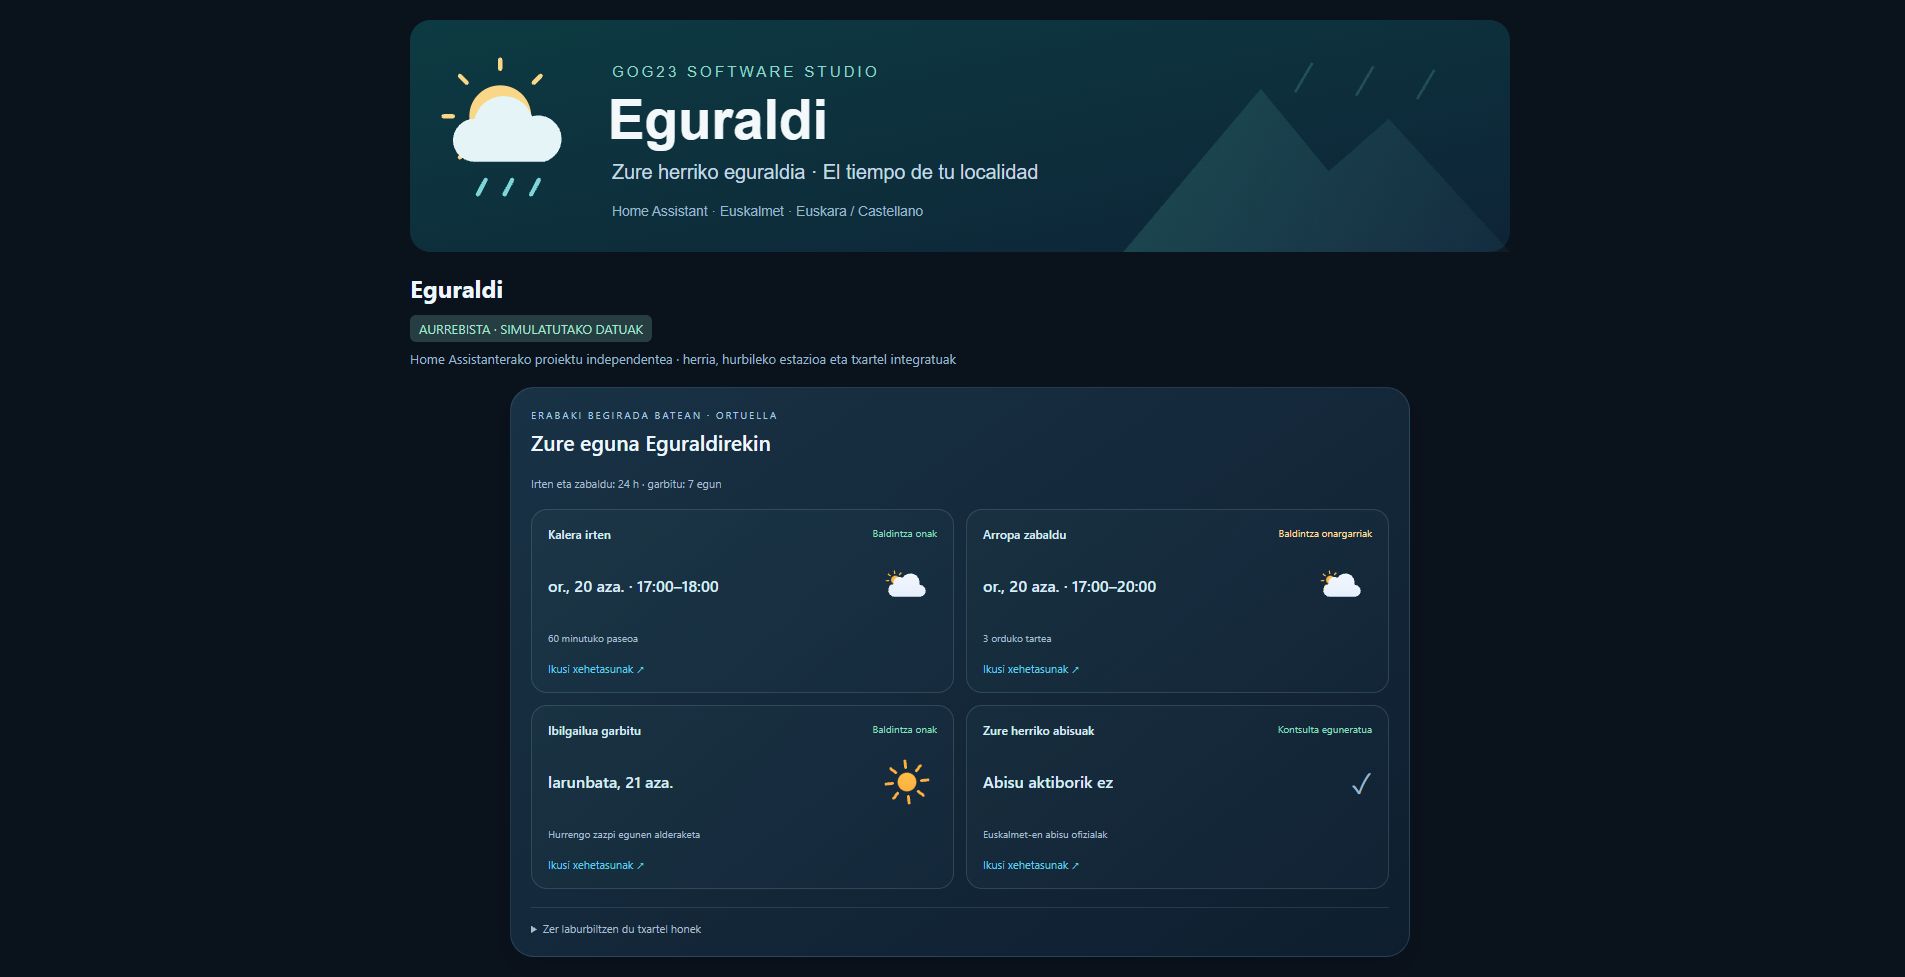 GOG23 SOFTWARE STUDIO
Eguraldi
Zure herriko eguraldia · El tiempo de tu localidad
Home Assistant · Euskalmet · Euskara / Castellano
Eguraldi
AURREBISTA · SIMULATUTAKO DATUAK
Home Assistanterako proiektu independentea · herria, hurbileko estazioa eta txartel integratuak
ERABAKI BEGIRADA BATEAN · ORTUELLA
Zure eguna Eguraldirekin
Irten eta zabaldu: 24 h · garbitu: 7 egun
Kalera irten
Baldintza onak
or., 20 aza. · 17:00–18:00
60 minutuko paseoa
Ikusi xehetasunak ↗
Arropa zabaldu
Baldintza onargarriak
or., 20 aza. · 17:00–20:00
3 orduko tartea
Ikusi xehetasunak ↗
Ibilgailua garbitu
Baldintza onak
larunbata, 21 aza.
Hurrengo zazpi egunen alderaketa
Ikusi xehetasunak ↗
Zure herriko abisuak
Kontsulta eguneratua
Abisu aktiborik ez
Euskalmet-en abisu ofizialak
Ikusi xehetasunak ↗
Zer laburbiltzen du txartel honek